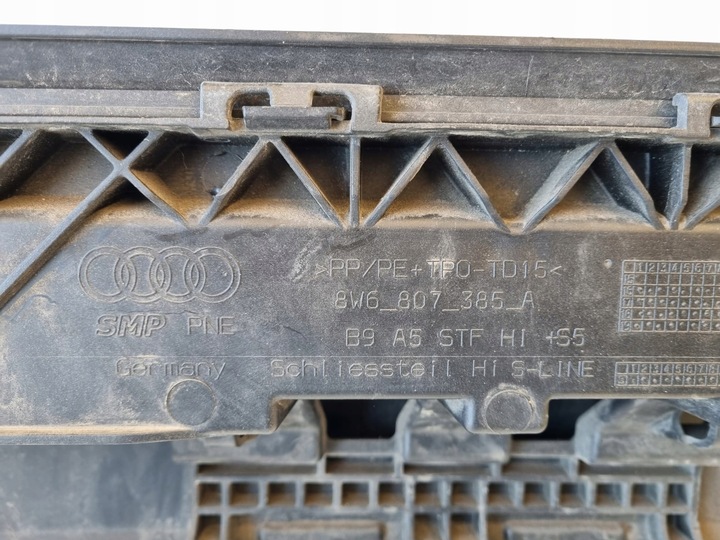 >PP/PE+TPO-TD15<
8W6_807_385_A
SMP PNE
B9 A5 STF HI +S5
Germany Schliessteil Hi S-LINE